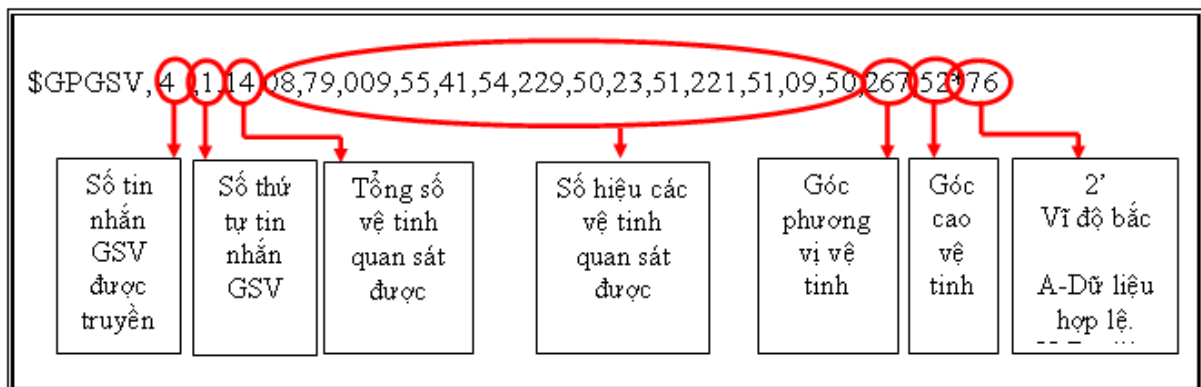 $GPGSV, 4 ,1,14,08,79,009,55,41,54,229,50,23,51,221,51,09,50,267,52*76
Số tin
nhắn
GSV
được
truyền
Số thứ
tự tin
nhắn
GSV
Tổng số
vệ tinh
quan sát
được
Số hiệu các
vệ tinh
quan sát
được
Góc
phương
vị vệ
tinh
Góc
cao
vệ
tinh
2’
Vĩ độ bắc
A-Dữ liệu
hợp lệ.